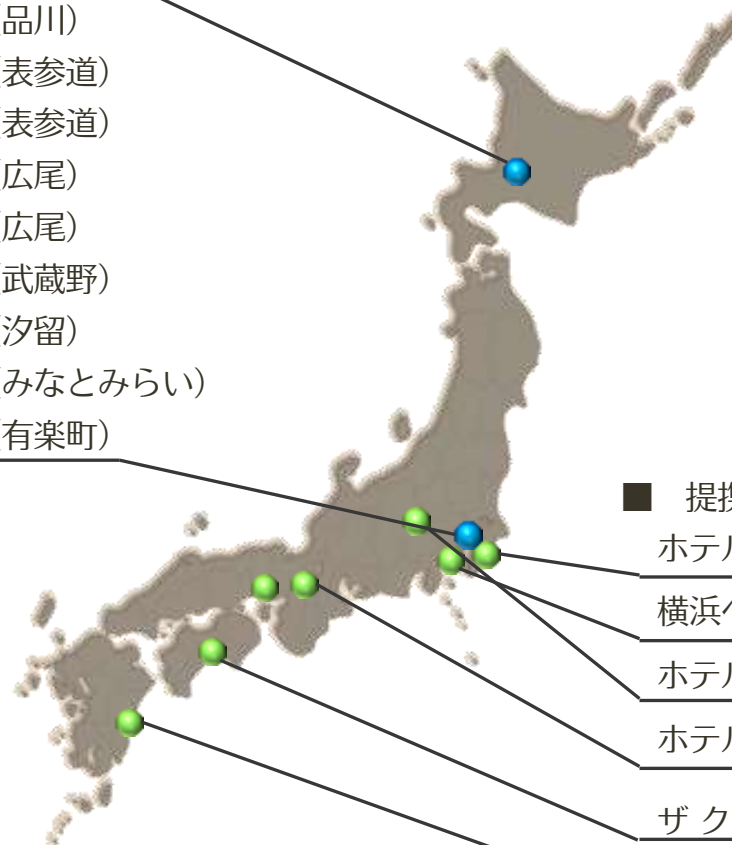 品川）
（表参道）
（表参道）
（広尾）
（広尾）
（武蔵野）
（汐留）
（みなとみらい）
（有楽町）
■ 提携
ホテル
横浜ベ
ホテル
ホテル
ザ ク